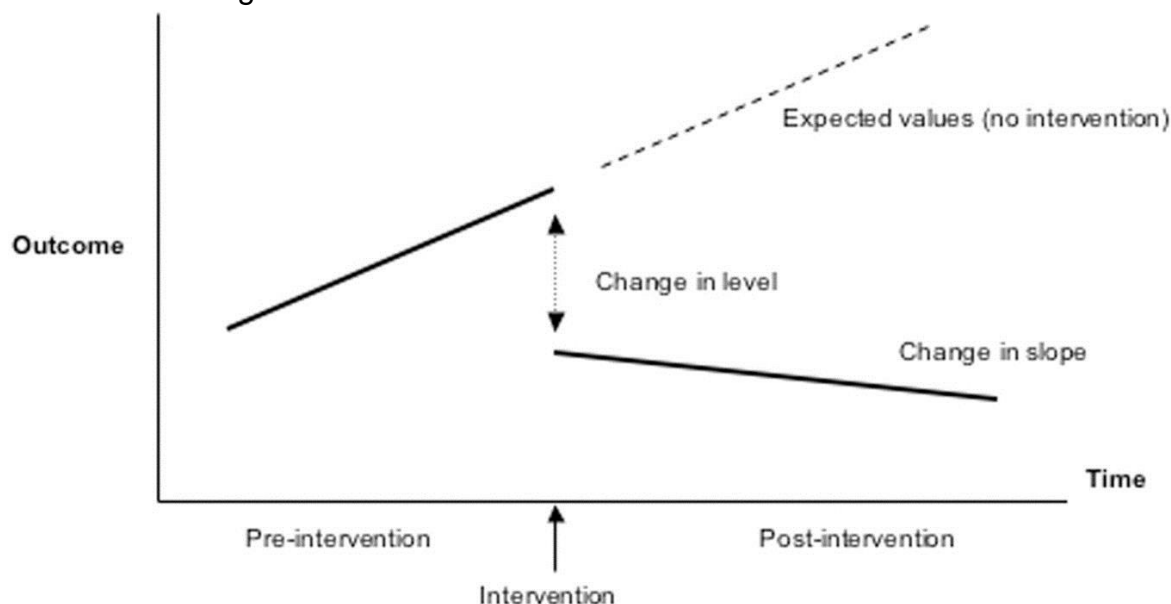 Expected values (no intervention)
Outcome
Change in level
Change in slope
Time
Pre-intervention
Post-intervention
Intervention